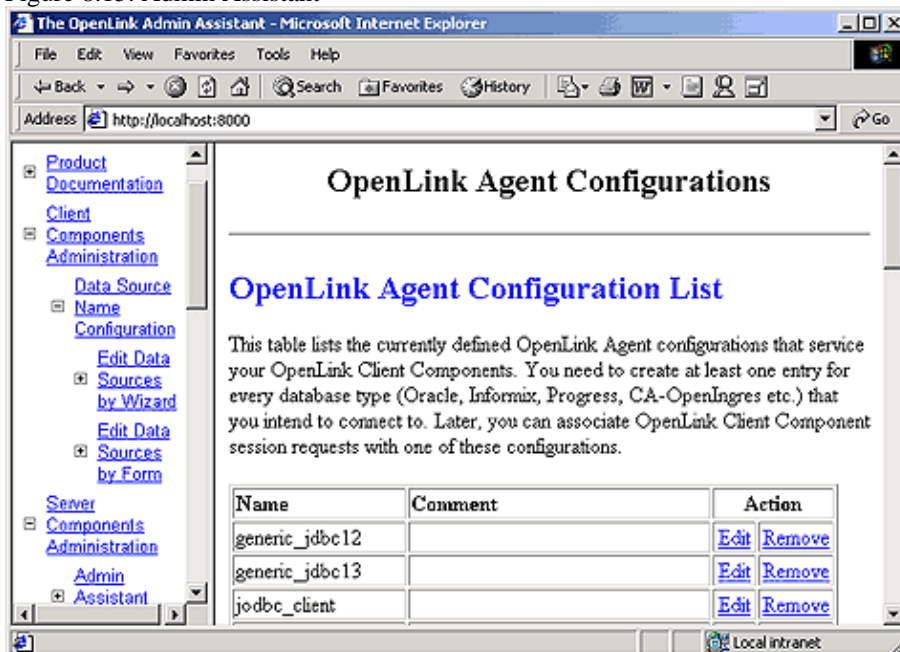 Figure 6.15. Admin Assistant
The OpenLink Admin Assistant - Microsoft Internet Explorer
File Edit View Favorites Tools Help
Back Search Favorites History
Address http://localhost:8000 Go
Product
Documentation
Client
Components
Administration
Data Source
Name
Configuration
Edit Data
Sources
by Wizard
Edit Data
Sources
by Form
Server
Components
Administration
Admin
Assistant
OpenLink Agent Configurations
OpenLink Agent Configuration List
This table lists the currently defined OpenLink Agent configurations that service
your OpenLink Client Components. You need to create at least one entry for
every database type (Oracle, Informix, Progress, CA-OpenIngres etc.) that
you intend to connect to. Later, you can associate OpenLink Client Component
session requests with one of these configurations.
Name Comment Action
generic_jdbc12 Edit Remove
generic_jdbc13 Edit Remove
jodbc_client Edit Remove
Local intranet